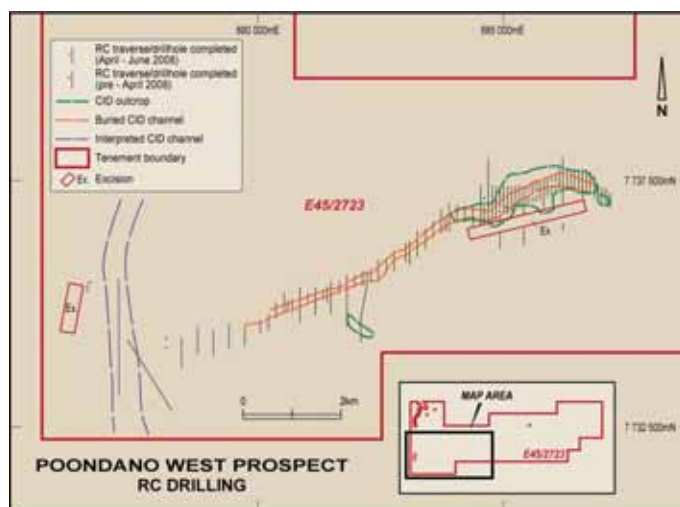 680 000mE
685 000mE
RC traverse/drillhole completed
(April - June 2008)
RC traverse/drillhole completed
(pre - April 2008)
CID outcrop
Buried CID channel
Interpreted CID channel
Tenement boundary
Ex. Excision
N
7 737 500mN
E45/2723
Ex.
Ex.
0
2km
MAP AREA
E45/2723
7 732 500mN
POONDANO WEST PROSPECT
RC DRILLING